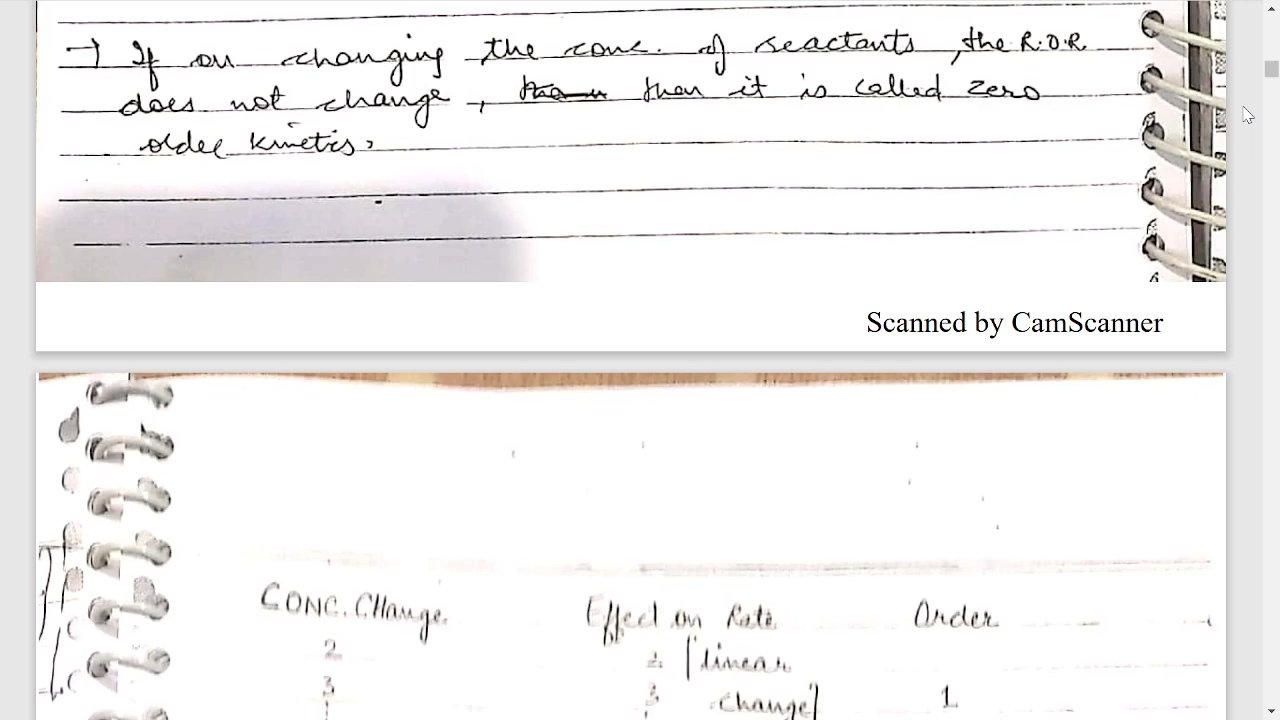 → If on changing the conc. of reactants, the R.O.R
does not change, then it is called zero
order kinetics.
Scanned by CamScanner
CONC. Change. Effect on Rate Order
2 2 [linear
3 3 change] 1